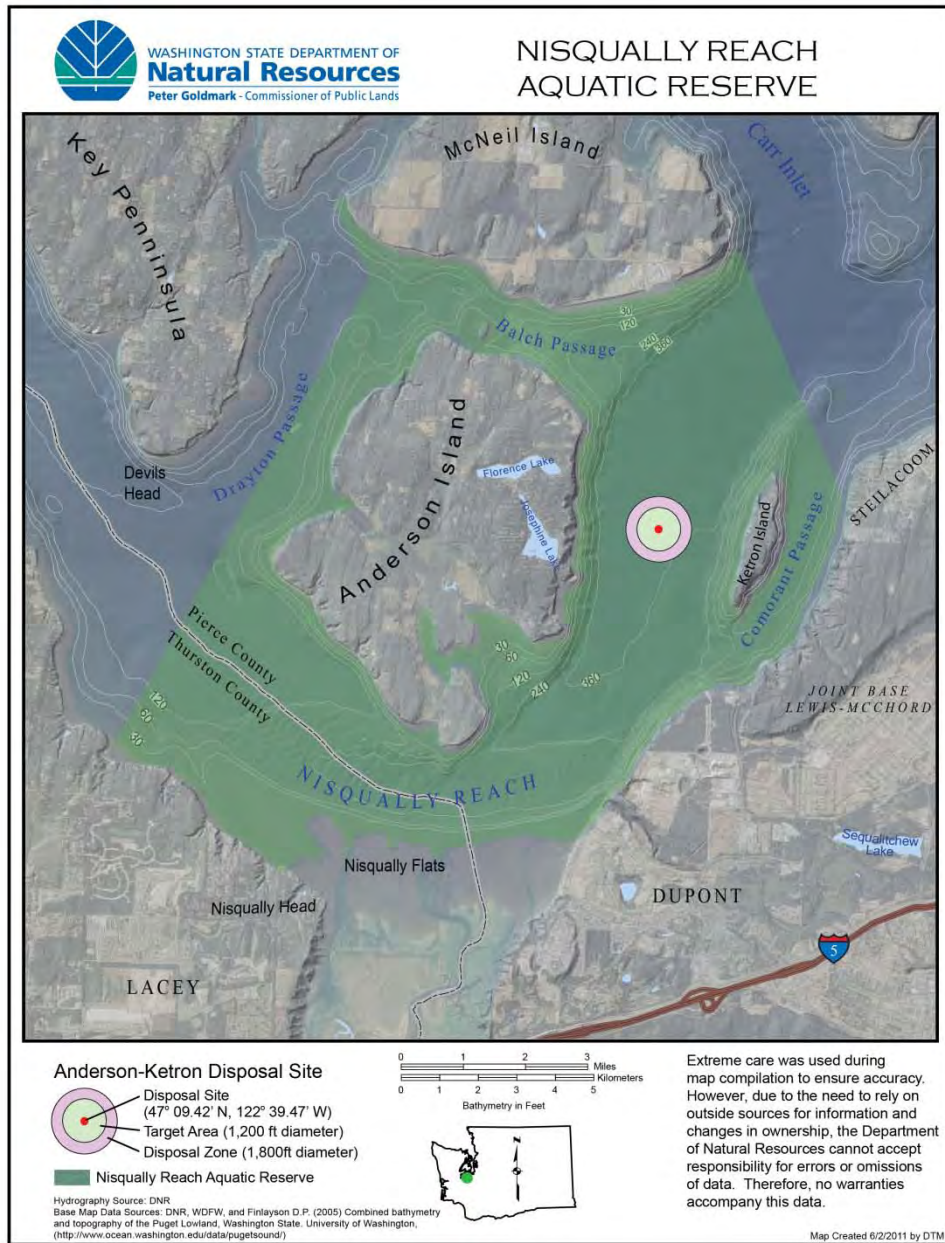 WASHINGTON STATE DEPARTMENT OF
Natural Resources
Peter Goldmark - Commissioner of Public Lands
NISQUALLY REACH
AQUATIC RESERVE
Key Penninsula
McNeil Island
Carr Inlet
30
120
240
360
Balch Passage
Drayton Passage
Devils
Head
Anderson Island
Florence Lake
Josephine Lake
Ketron Island
STEILACOOM
Comorant Passage
Pierce County
Thurston County
30
60
120
240
360
120
60
30
JOINT BASE
LEWIS-MCCHORD
NISQUALLY REACH
Sequalitchew
Lake
Nisqually Flats
Nisqually Head
DUPONT
5
LACEY
Anderson-Ketron Disposal Site
Disposal Site
(47° 09.42' N, 122° 39.47' W)
Target Area (1,200 ft diameter)
Disposal Zone (1,800ft diameter)
Nisqually Reach Aquatic Reserve
Hydrography Source: DNR
Base Map Data Sources: DNR, WDFW, and Finlayson D.P. (2005) Combined bathymetry
and topography of the Puget Lowland, Washington State. University of Washington,
(http://www.ocean.washington.edu/data/pugetsound/)
0 1 2 3
Miles
Kilometers
0 1 2 3 4 5
Bathymetry in Feet
N
Extreme care was used during
map compilation to ensure accuracy.
However, due to the need to rely on
outside sources for information and
changes in ownership, the Department
of Natural Resources cannot accept
responsibility for errors or omissions
of data. Therefore, no warranties
accompany this data.
Map Created 6/2/2011 by DTM